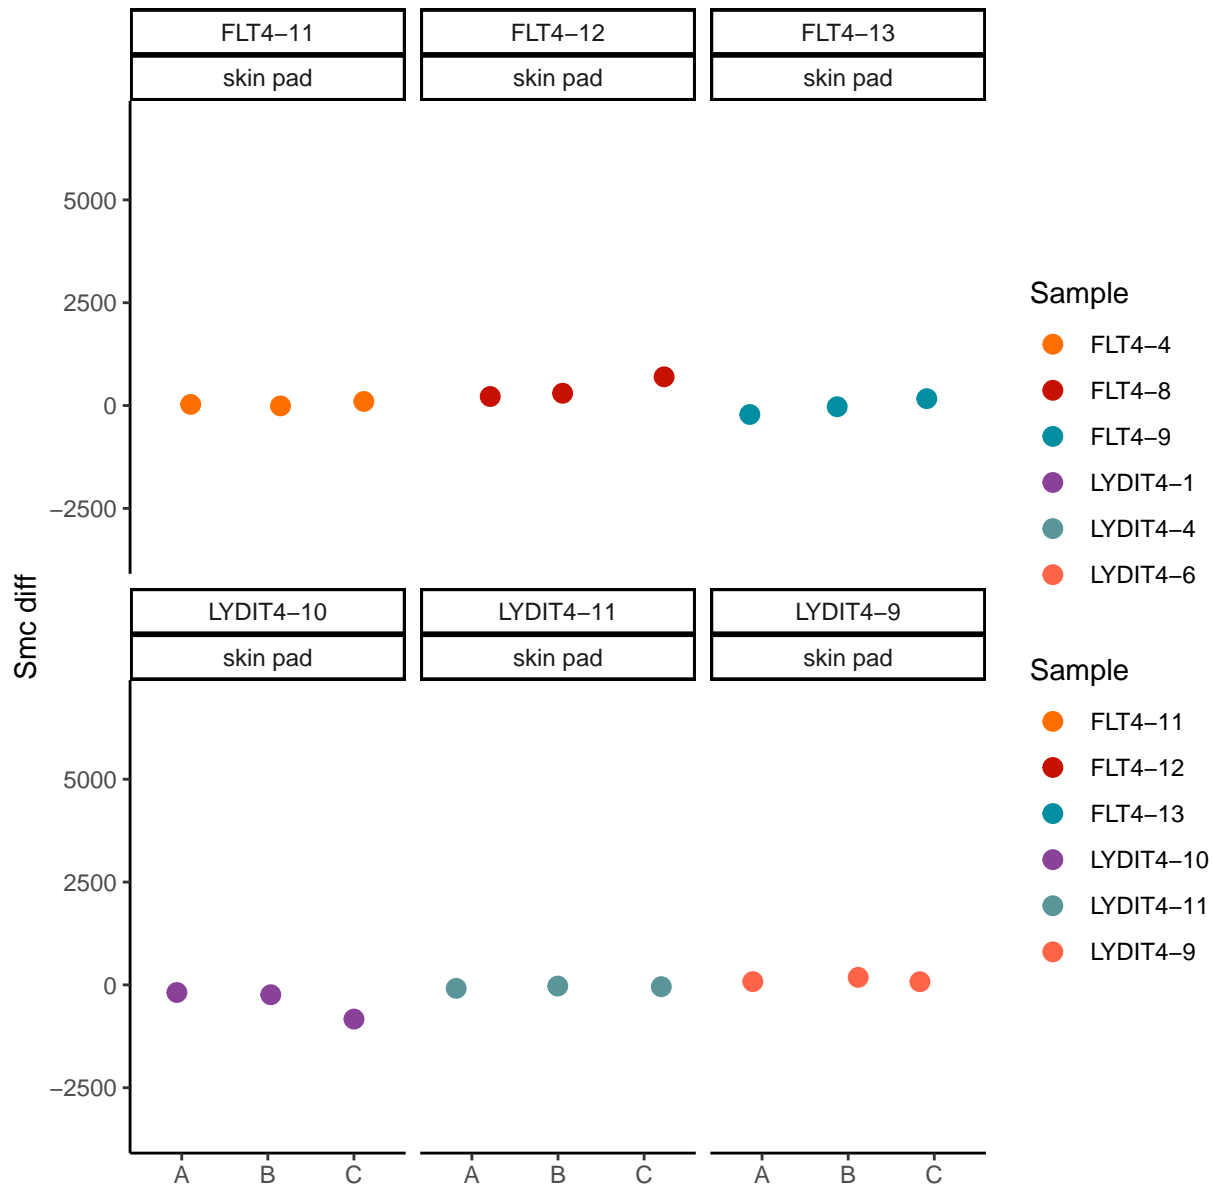 FLT4–11
FLT4–12
FLT4–13
skin pad
skin pad
skin pad
5000
2500
0
–2500
Smc diff
LYDIT4–10
LYDIT4–11
LYDIT4–9
skin pad
skin pad
skin pad
5000
2500
0
–2500
A
B
C
A
B
C
A
B
C
Sample
FLT4–4
FLT4–8
FLT4–9
LYDIT4–1
LYDIT4–4
LYDIT4–6
Sample
FLT4–11
FLT4–12
FLT4–13
LYDIT4–10
LYDIT4–11
LYDIT4–9